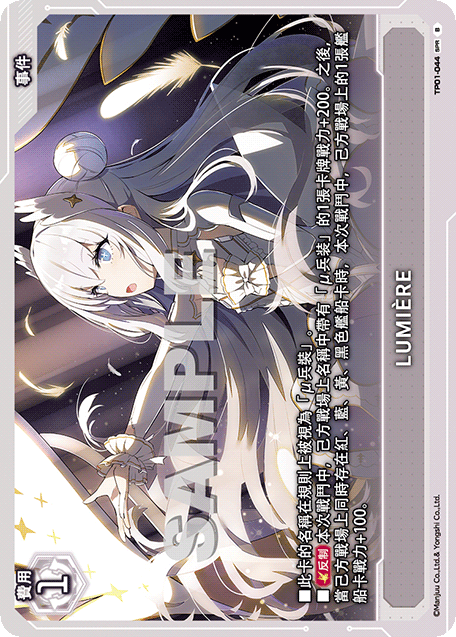 事件
TP01-044 SPR B
SAMPLE
■此卡的名稱在規則上被視為「μ兵裝」。
■反制 本次戰鬥中，己方戰場上名稱中帶有「μ兵裝」的1張卡牌戰力+200。之後，
當己方戰場上同時存在紅、藍、黃、黑色艦船卡時，本次戰鬥中，己方戰場上的1張艦
船卡戰力+100。
LUMIÈRE
費用
1
©Manjuu Co.,Ltd. & Yongshi Co.,Ltd.